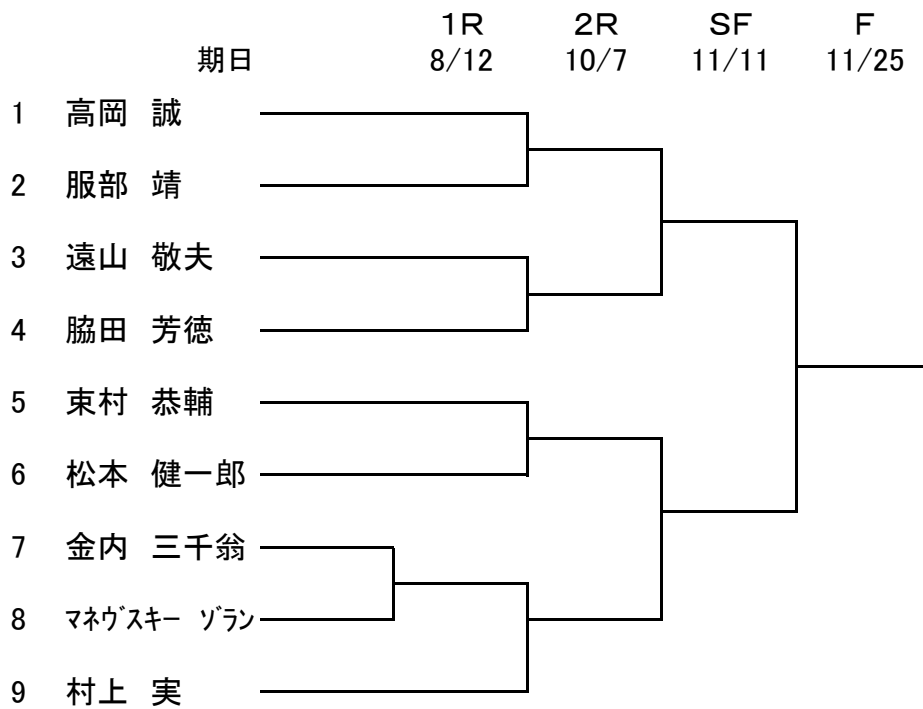 1R 2R SF F
期日 8/12 10/7 11/11 11/25
1 高岡 誠
2 服部 靖
3 遠山 敬夫
4 脇田 芳徳
5 束村 恭輔
6 松本 健一郎
7 金内 三千翁
8 ﾏﾈｳﾞｽｷｰ ｿﾞﾗﾝ
9 村上 実